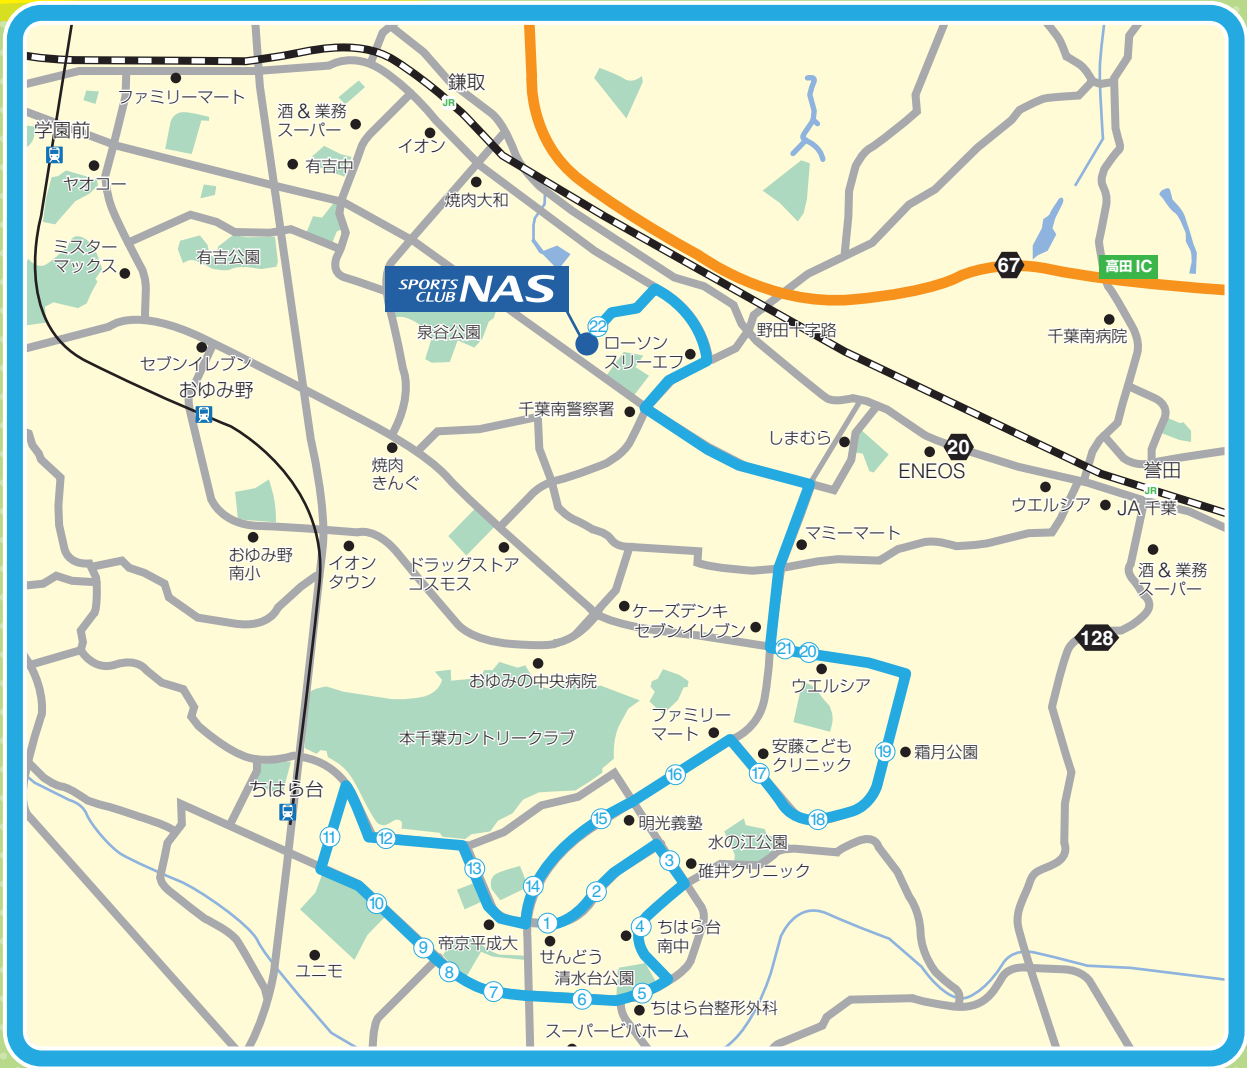 鎌取
JR
ファミリーマート
酒 & 業務
スーパー
イオン
学園前
ヤオコー
有吉中
焼肉大和
ミスター
マックス
有吉公園
67
高田 IC
SPORTS
CLUB NAS
泉谷公園
22
ローソン
スリーエフ
野田十字路
千葉南病院
セブンイレブン
おゆみ野
千葉南警察署
しまむら
20
ENEOS
焼肉
きんぐ
誉田
JR
ウエルシア
JA 千葉
おゆみ野
南小
イオン
タウン
ドラッグストア
コスモス
マミーマート
酒 & 業務
スーパー
ケーズデンキ
セブンイレブン
128
21
20
ウエルシア
おゆみの中央病院
ファミリー
マート
本千葉カントリークラブ
安藤こども
クリニック
19
霜月公園
17
16
ちはら台
18
15
明光義塾
水の江公園
11
12
3
碓井クリニック
13
14
2
10
1
4
ちはら台
南中
帝京平成大
せんどう
9
ユニモ
8
清水台公園
7
6
5
ちはら台整形外科
スーパービバホーム